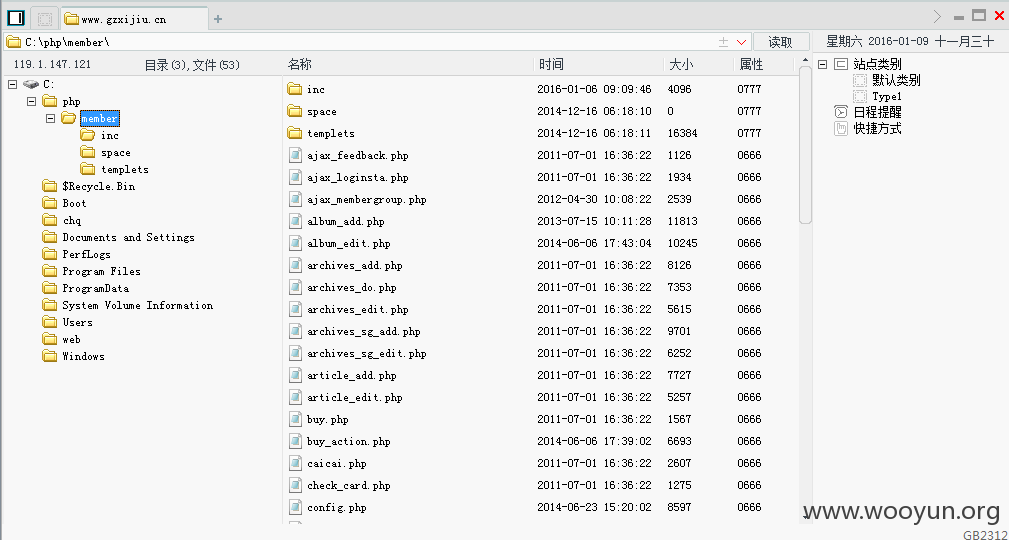 www.gzxijiu.cn
C:\php\member\
读取
星期六 2016-01-09 十一月三十
119.1.147.121 目录(3),文件(53)
名称 时间 大小 属性
C:
php
member
inc
space
templets
$Recycle.Bin
Boot
chq
Documents and Settings
PerfLogs
Program Files
ProgramData
System Volume Information
Users
web
Windows
inc 2016-01-06 09:09:46 4096 0777
space 2014-12-16 06:18:10 0 0777
templets 2014-12-16 06:18:11 16384 0777
ajax_feedback.php 2011-07-01 16:36:22 1126 0666
ajax_loginsta.php 2011-07-01 16:36:22 1934 0666
ajax_membergroup.php 2012-04-30 10:08:22 2539 0666
album_add.php 2013-07-15 10:11:28 11813 0666
album_edit.php 2014-06-06 17:43:04 10245 0666
archives_add.php 2011-07-01 16:36:22 8126 0666
archives_do.php 2011-07-01 16:36:22 7353 0666
archives_edit.php 2011-07-01 16:36:22 5615 0666
archives_sg_add.php 2011-07-01 16:36:22 9701 0666
archives_sg_edit.php 2011-07-01 16:36:22 6252 0666
article_add.php 2011-07-01 16:36:22 7727 0666
article_edit.php 2011-07-01 16:36:22 5257 0666
buy.php 2011-07-01 16:36:22 1567 0666
buy_action.php 2014-06-06 17:39:02 6693 0666
caicai.php 2011-07-01 16:36:22 2607 0666
check_card.php 2011-07-01 16:36:22 1275 0666
config.php 2014-06-23 15:20:02 8597 0666
站点类别
默认类别
Type1
日程提醒
快捷方式
www.wooyun.org
GB2312